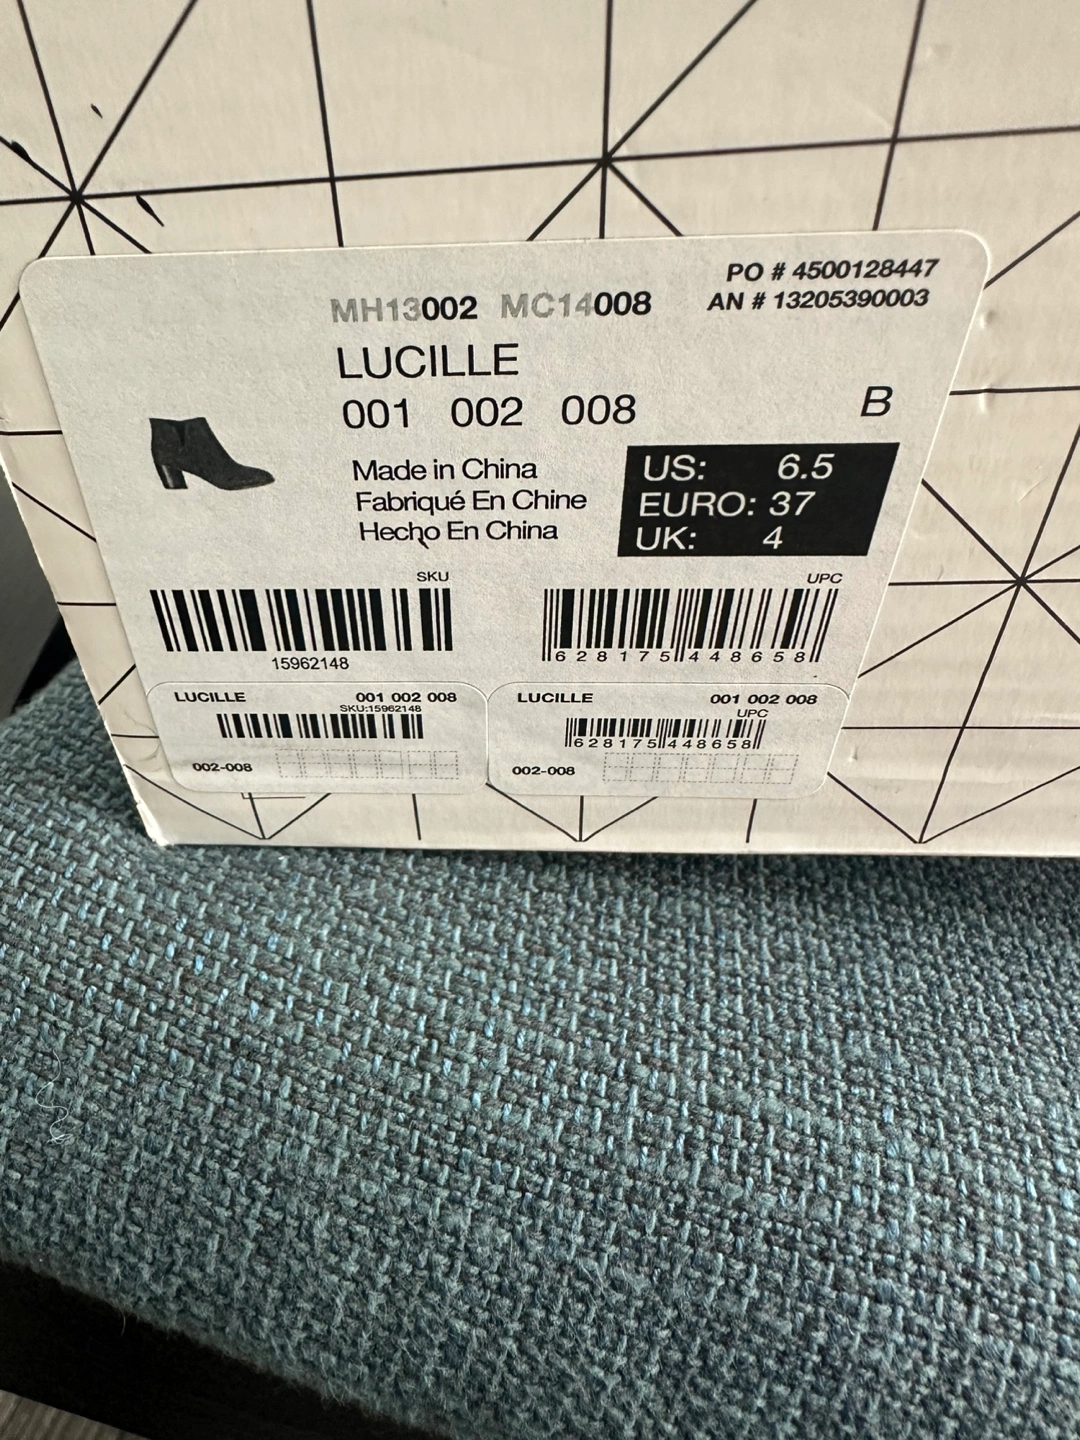 PO # 4500128447
MH13002 MC14008 AN # 13205390003
LUCILLE
001 002 008 B
Made in China
Fabriqué En Chine
Hecho En China
US: 6.5
EURO: 37
UK: 4
SKU
15962148
UPC
628175448658
LUCILLE 001 002 008
SKU:15962148
002-008
LUCILLE 001 002 008
UPC
628175448658
002-008